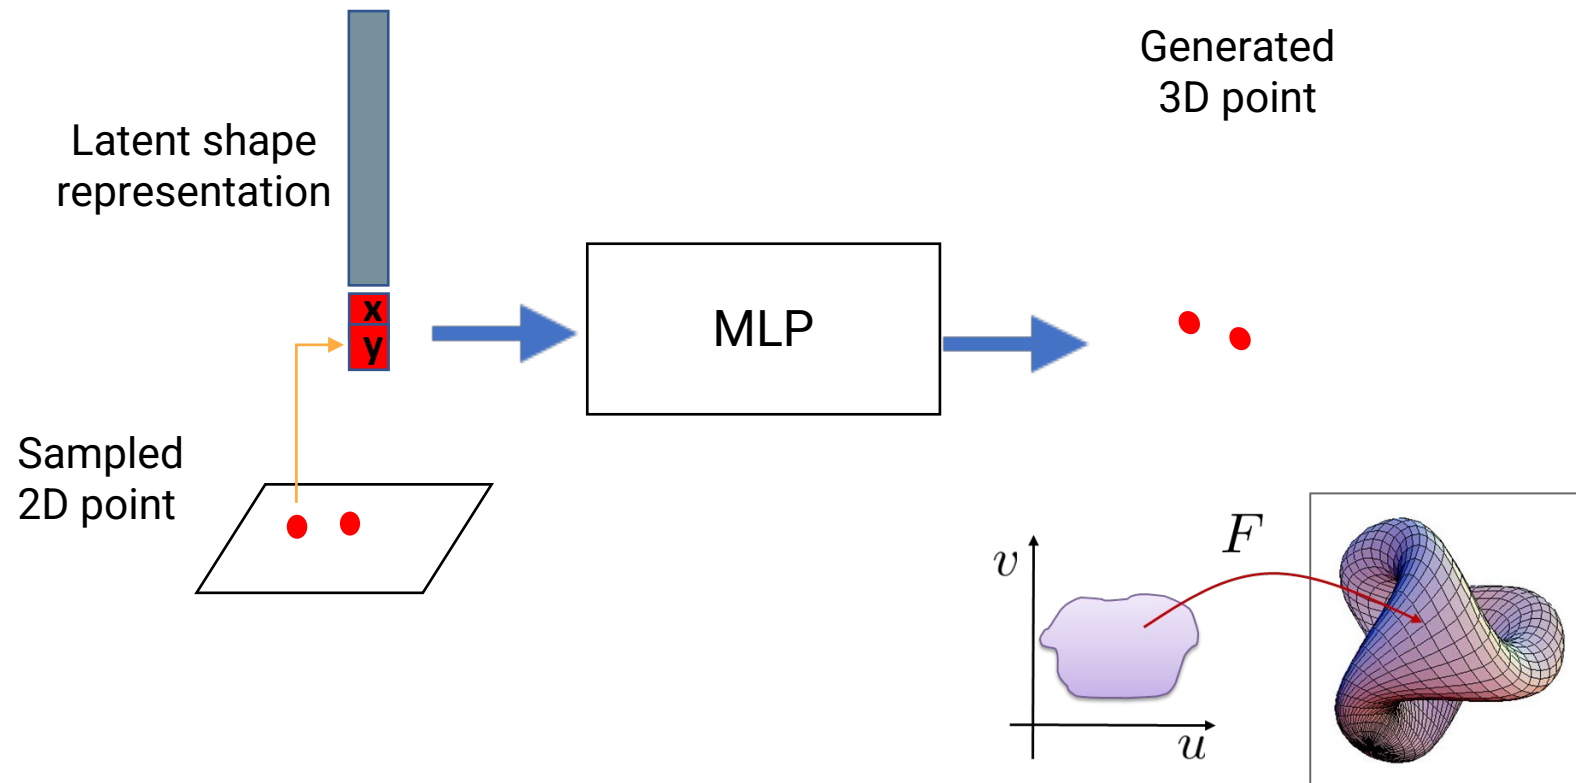 Generated
3D point
Latent shape
representation
x
y
MLP
Sampled
2D point
F
v
u